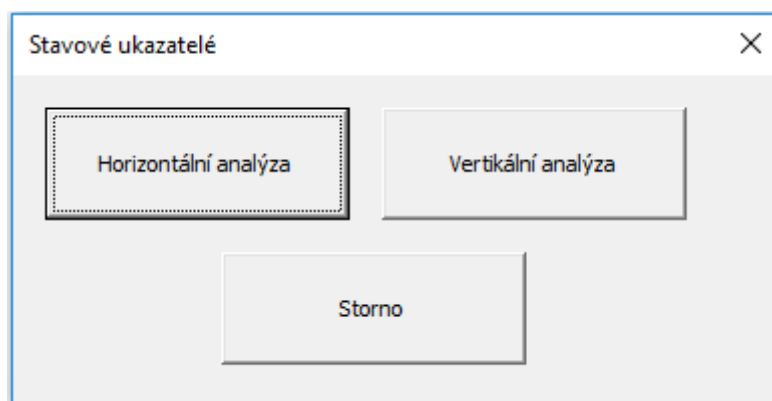 Stavové ukazatelé
Horizontální analýza
Vertikální analýza
Storno